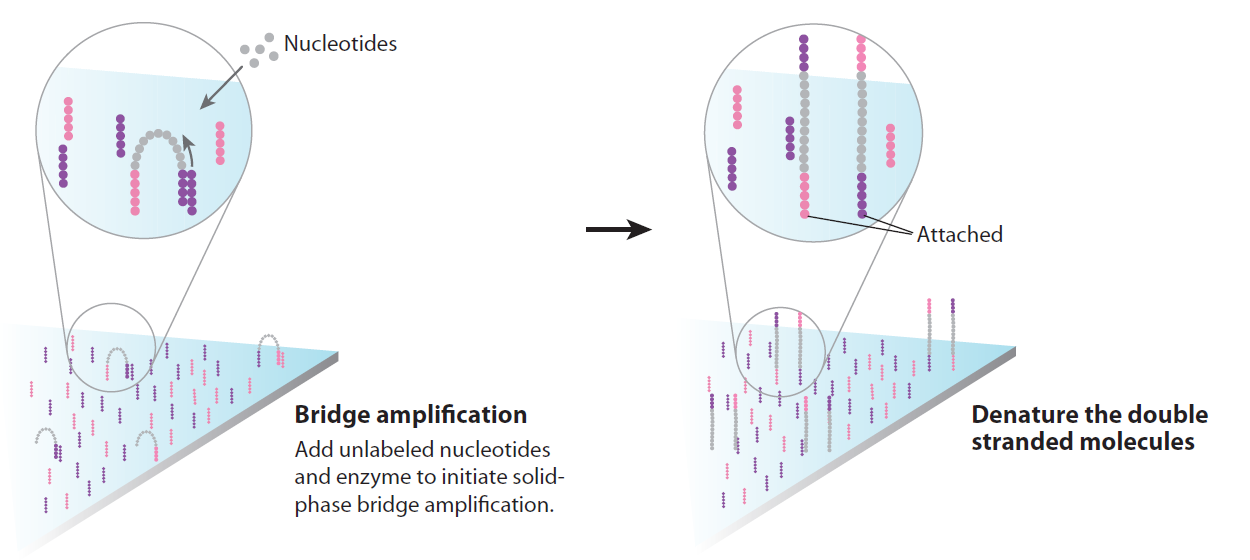 Nucleotides
Attached
Bridge amplification
Add unlabeled nucleotides
and enzyme to initiate solid-
phase bridge amplification.
Denature the double
stranded molecules